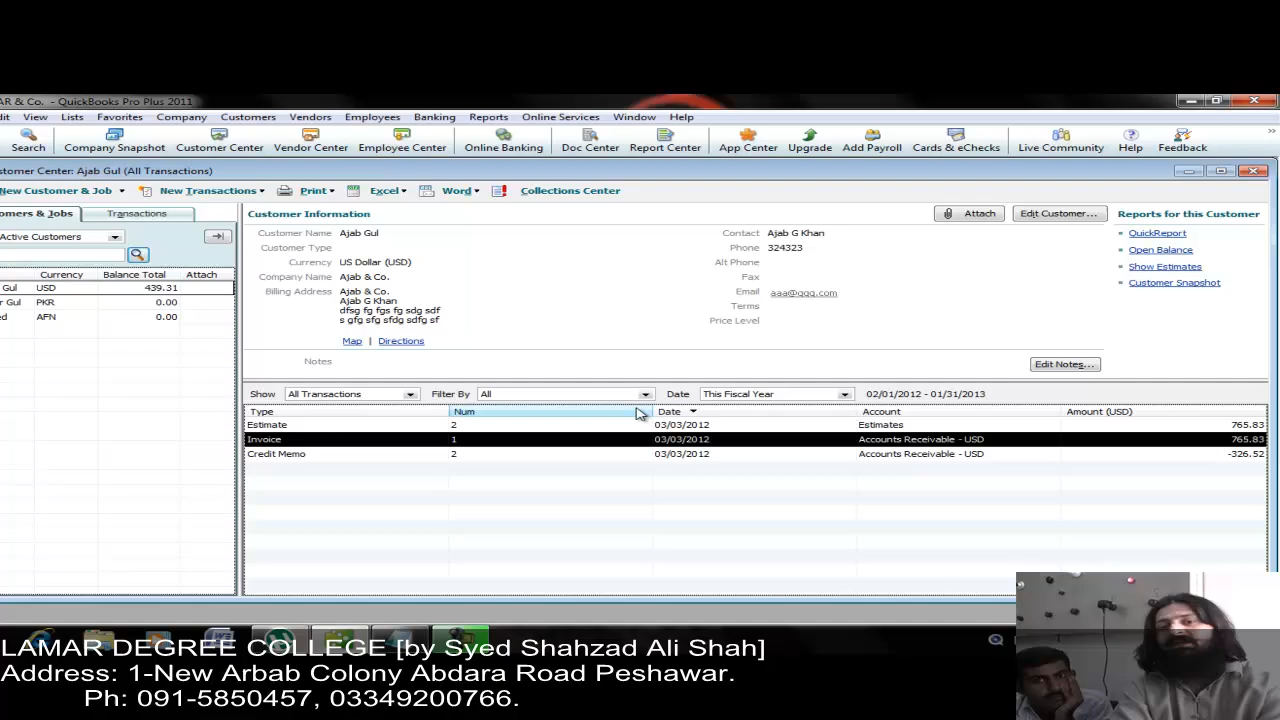 AR & Co. - QuickBooks Pro Plus 2011
dit View Lists Favorites Company Customers Vendors Employees Banking Reports Online Services Window Help
Search Company Snapshot Customer Center Vendor Center Employee Center Online Banking Doc Center Report Center App Center Upgrade Add Payroll Cards & eChecks Live Community Help Feedback
stomer Center: Ajab Gul (All Transactions)
New Customer & Job New Transactions Print Excel Word Collections Center
omers & Jobs Transactions
Active Customers
Currency Balance Total Attach
Gul USD 439.31
r Gul PKR 0.00
ed AFN 0.00
Customer Information Attach Edit Customer... Reports for this Customer
Customer Name Ajab Gul Contact Ajab G Khan QuickReport
Customer Type Phone 324323 Open Balance
Currency US Dollar (USD) Alt Phone Show Estimates
Company Name Ajab & Co. Fax Customer Snapshot
Billing Address Ajab & Co. Email aaa@qqq.com
Ajab G Khan Terms
dfsg fg fgs fg sdg sdf
s gfg sfg sfdg sdfg sf Price Level
Map | Directions
Notes Edit Notes...
Show All Transactions Filter By All Date This Fiscal Year 02/01/2012 - 01/31/2013
Type Num Date Account Amount (USD)
Estimate 2 03/03/2012 Estimates 765.83
Invoice 1 03/03/2012 Accounts Receivable - USD 765.83
Credit Memo 2 03/03/2012 Accounts Receivable - USD -326.52
LAMAR DEGREE COLLEGE [by Syed Shahzad Ali Shah]
Address: 1-New Arbab Colony Abdara Road Peshawar.
Ph: 091-5850457, 03349200766.